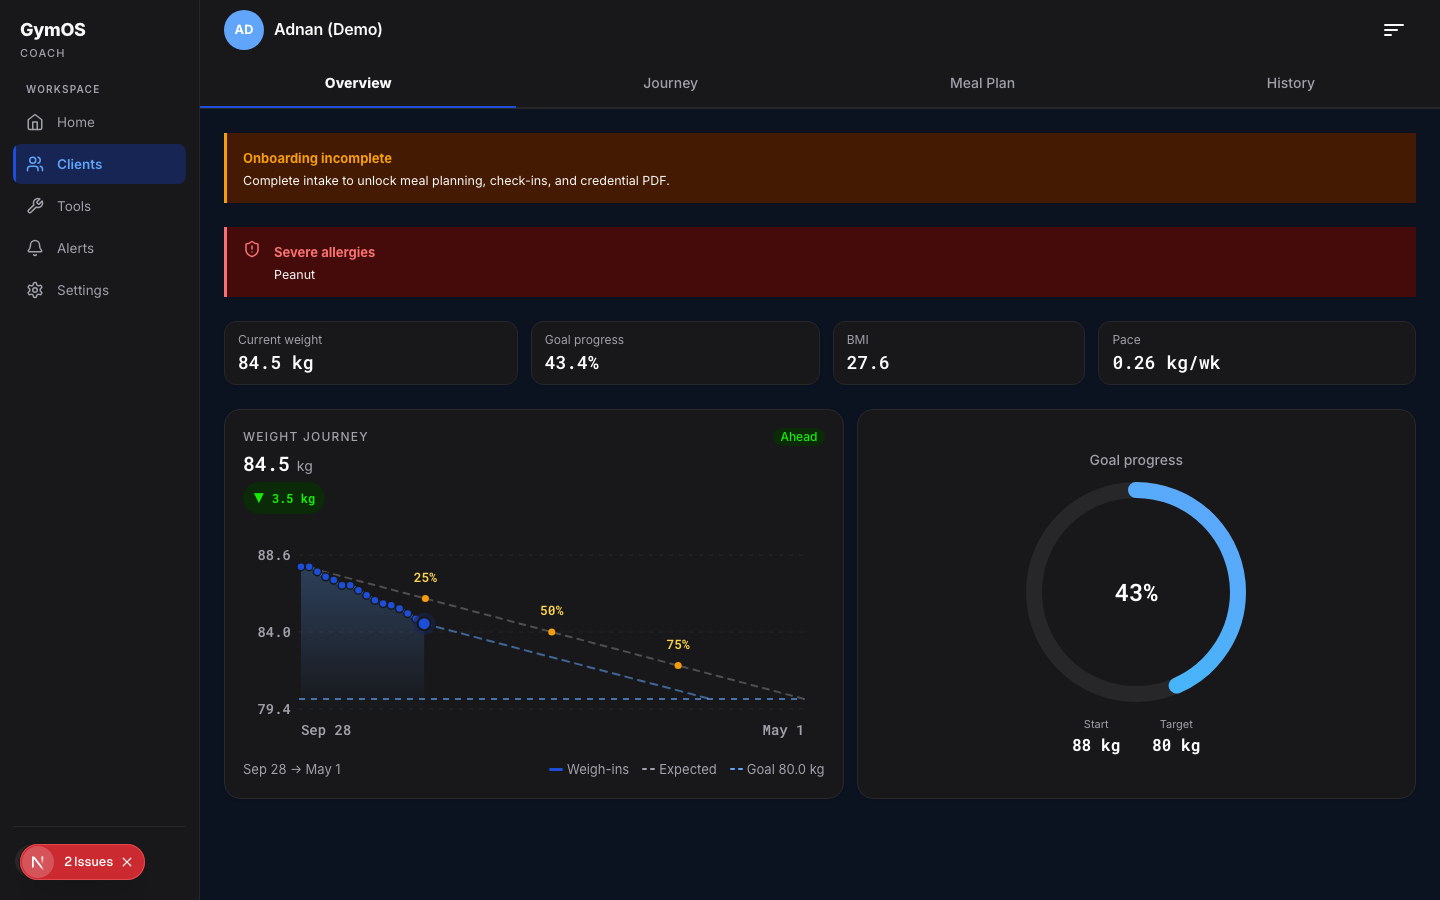 GymOS
COACH
WORKSPACE
Home
Clients
Tools
Alerts
Settings
N
2 Issues
AD
Adnan (Demo)
Overview
Journey
Meal Plan
History
Onboarding incomplete
Complete intake to unlock meal planning, check-ins, and credential PDF.
Severe allergies
Peanut
Current weight
84.5 kg
Goal progress
43.4%
BMI
27.6
Pace
0.26 kg/wk
WEIGHT JOURNEY
Ahead
84.5 kg
▼ 3.5 kg
88.6
84.0
79.4
25%
50%
75%
Sep 28
May 1
Sep 28 → May 1
Weigh-ins
Expected
Goal 80.0 kg
Goal progress
43%
Start
88 kg
Target
80 kg